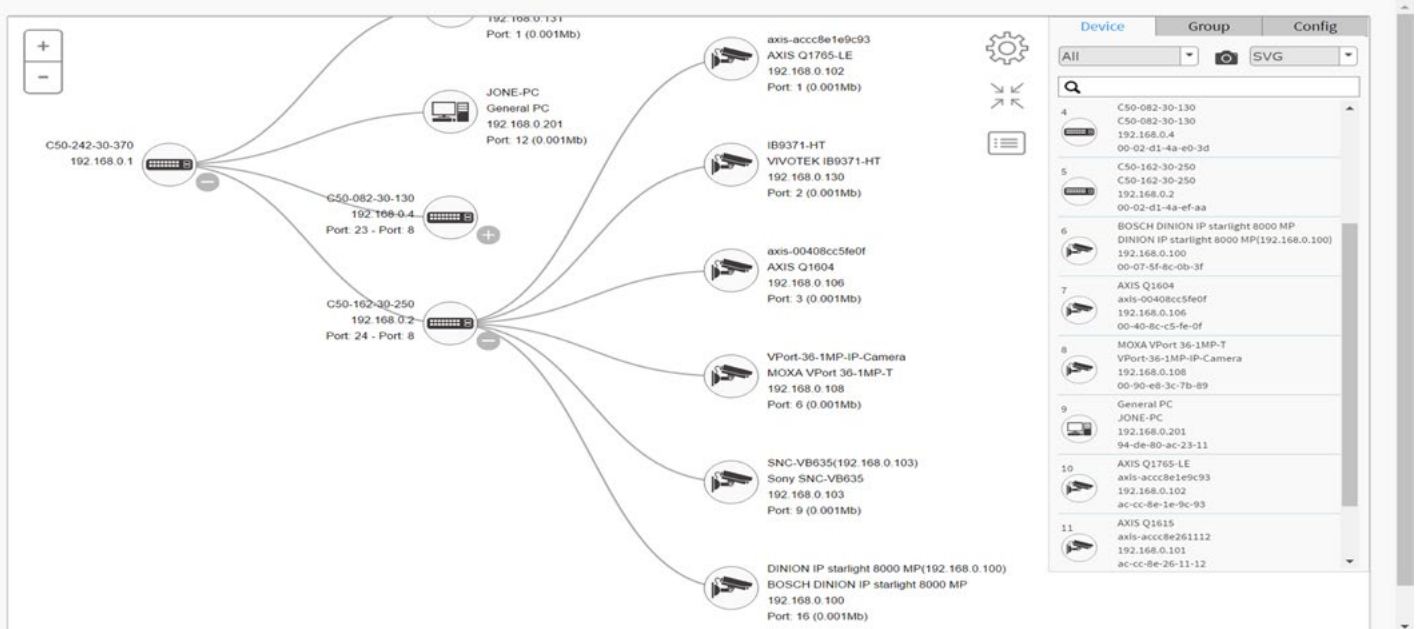 +
−
C50-242-30-370
192.168.0.1
192.168.0.131
Port: 1 (0.001Mb)
JONE-PC
General PC
192.168.0.201
Port: 12 (0.001Mb)
C50-082-30-130
192.168.0.4
Port: 23 - Port: 8
C50-162-30-250
192.168.0.2
Port: 24 - Port: 8
axis-accc8e1e9c93
AXIS Q1765-LE
192.168.0.102
Port: 1 (0.001Mb)
IB9371-HT
VIVOTEK IB9371-HT
192.168.0.130
Port: 2 (0.001Mb)
axis-00408cc5fe0f
AXIS Q1604
192.168.0.106
Port: 3 (0.001Mb)
VPort-36-1MP-IP-Camera
MOXA VPort 36-1MP-T
192.168.0.108
Port: 6 (0.001Mb)
SNC-VB635(192.168.0.103)
Sony SNC-VB635
192.168.0.103
Port: 9 (0.001Mb)
DINION IP starlight 8000 MP(192.168.0.100)
BOSCH DINION IP starlight 8000 MP
192.168.0.100
Port: 16 (0.001Mb)
Device Group Config
All SVG
4
C50-082-30-130
C50-082-30-130
192.168.0.4
00-02-d1-4a-e0-3d
5
C50-162-30-250
C50-162-30-250
192.168.0.2
00-02-d1-4a-ef-aa
6
BOSCH DINION IP starlight 8000 MP
DINION IP starlight 8000 MP(192.168.0.100)
192.168.0.100
00-07-5f-8c-0b-3f
7
AXIS Q1604
axis-00408cc5fe0f
192.168.0.106
00-40-8c-c5-fe-0f
8
MOXA VPort 36-1MP-T
VPort-36-1MP-IP-Camera
192.168.0.108
00-90-e8-3c-7b-89
9
General PC
JONE-PC
192.168.0.201
94-de-80-ac-23-11
10
AXIS Q1765-LE
axis-accc8e1e9c93
192.168.0.102
ac-cc-8e-1e-9c-93
11
AXIS Q1615
axis-accc8e261112
192.168.0.101
ac-cc-8e-26-11-12